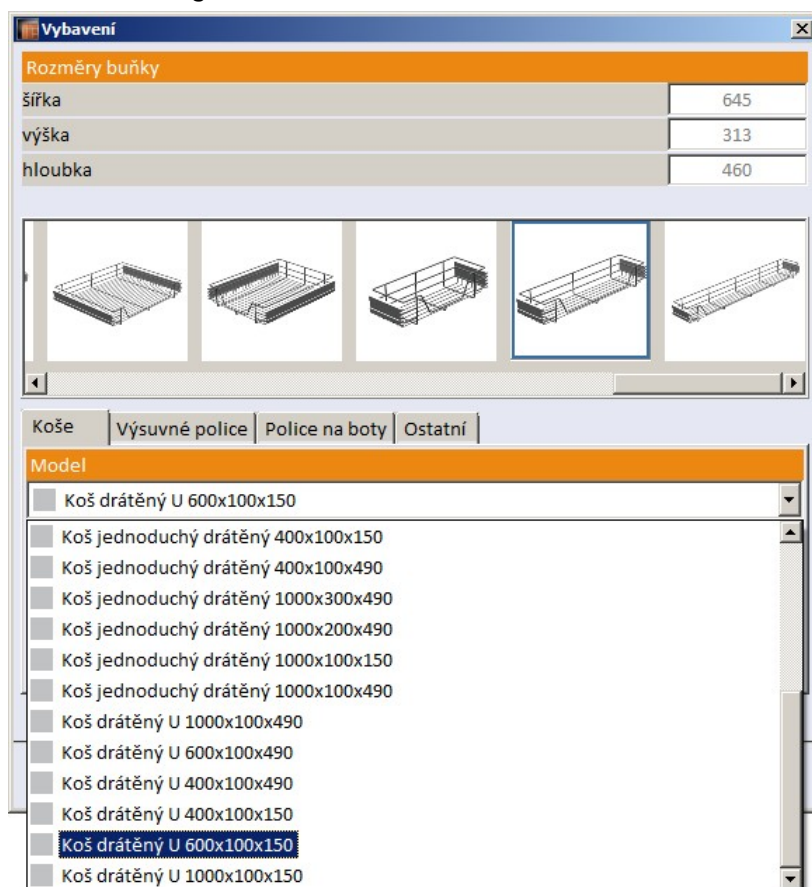 Vybavení
Rozměry buňky
šířka 645
výška 313
hloubka 460
Koše Výsuvné police Police na boty Ostatní
Model
Koš drátěný U 600x100x150
Koš jednoduchý drátěný 400x100x150
Koš jednoduchý drátěný 400x100x490
Koš jednoduchý drátěný 1000x300x490
Koš jednoduchý drátěný 1000x200x490
Koš jednoduchý drátěný 1000x100x150
Koš jednoduchý drátěný 1000x100x490
Koš drátěný U 1000x100x490
Koš drátěný U 600x100x490
Koš drátěný U 400x100x490
Koš drátěný U 400x100x150
Koš drátěný U 600x100x150
Koš drátěný U 1000x100x150